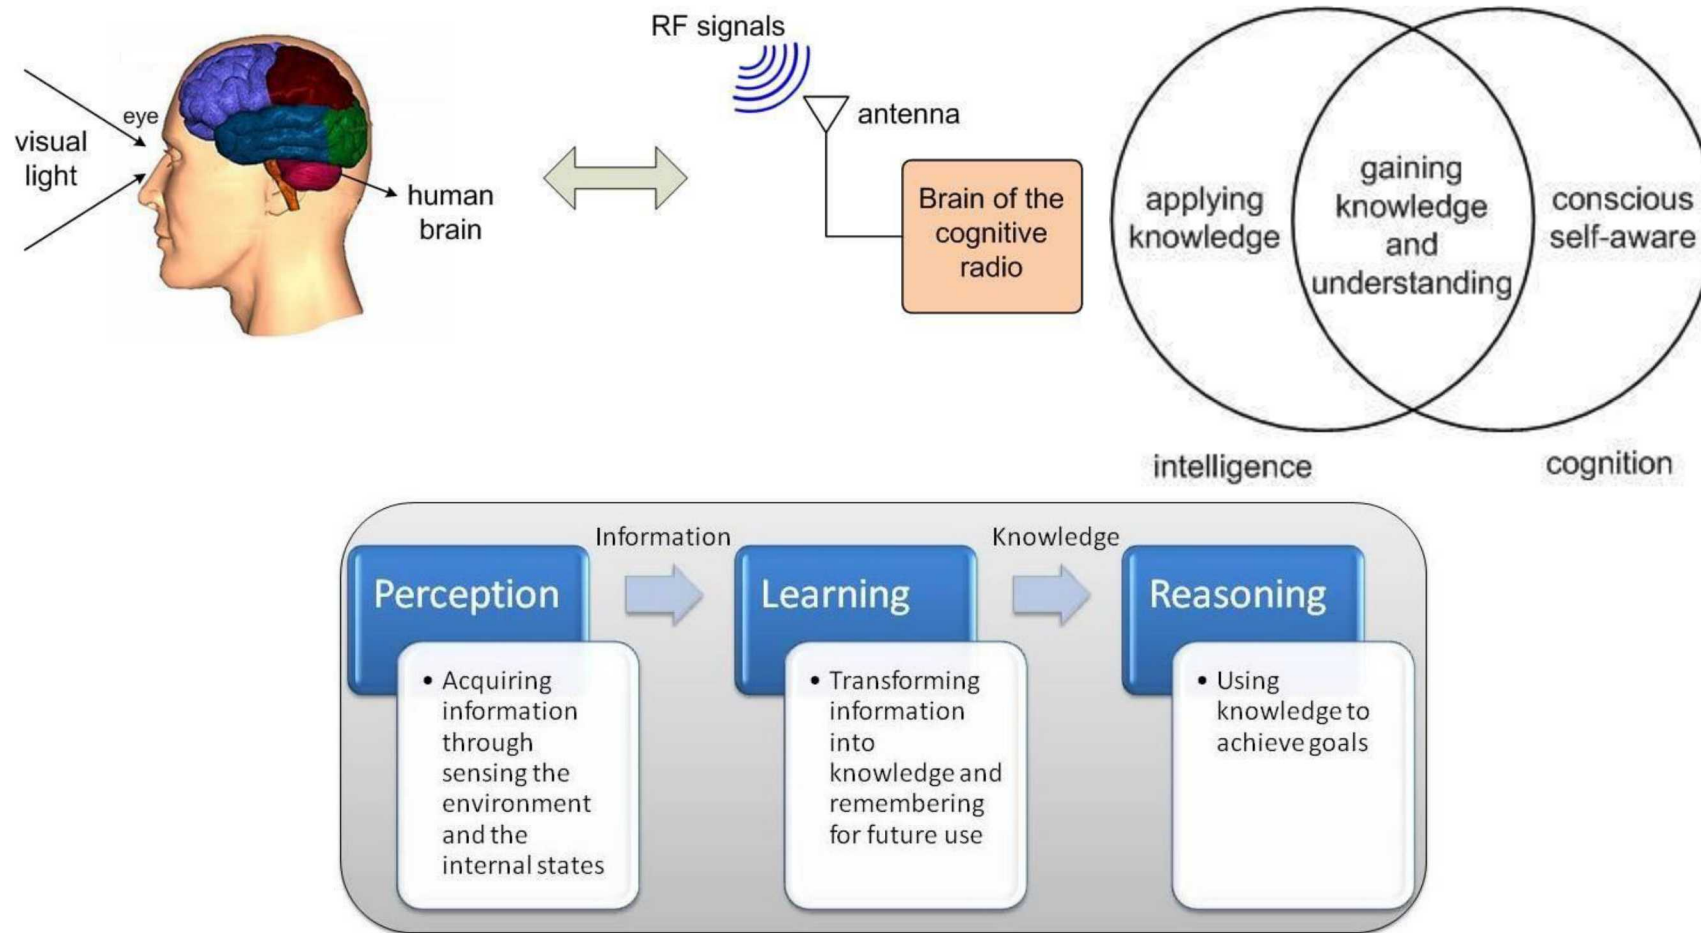 visual
light
eye
human
brain
RF signals
antenna
Brain of the
cognitive
radio
applying
knowledge
gaining
knowledge
and
understanding
conscious
self-aware
intelligence
cognition
Information
Knowledge
Perception
• Acquiring
information
through
sensing the
environment
and the
internal states
Learning
• Transforming
information
into
knowledge and
remembering
for future use
Reasoning
• Using
knowledge to
achieve goals